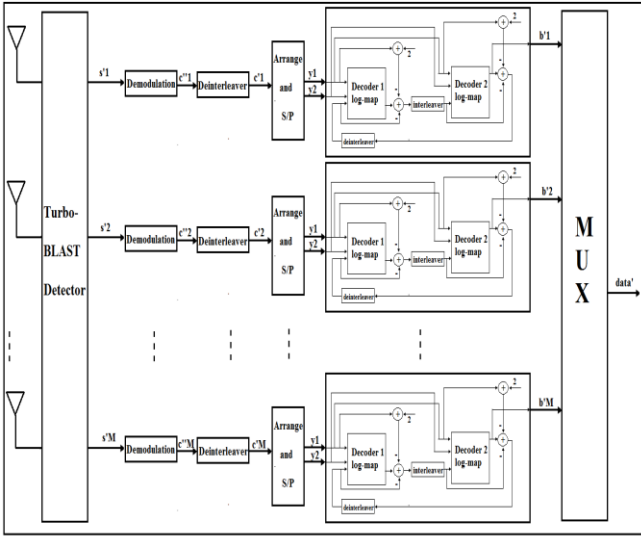 Turbo-
BLAST
Detector
s'1
Demodulation
c''1
Deinterleaver
c'1
Arrange
and
S/P
y1
y2
Decoder 1
log-map
+
2
+
interleaver
Decoder 2
log-map
+
2
+
deinterleaver
b'1
s'2
Demodulation
c''2
Deinterleaver
c'2
Arrange
and
S/P
y1
y2
Decoder 1
log-map
+
2
+
interleaver
Decoder 2
log-map
+
2
+
deinterleaver
b'2
s'M
Demodulation
c''M
Deinterleaver
c'M
Arrange
and
S/P
y1
y2
Decoder 1
log-map
+
2
+
interleaver
Decoder 2
log-map
+
2
+
deinterleaver
b'M
M
U
X
data'